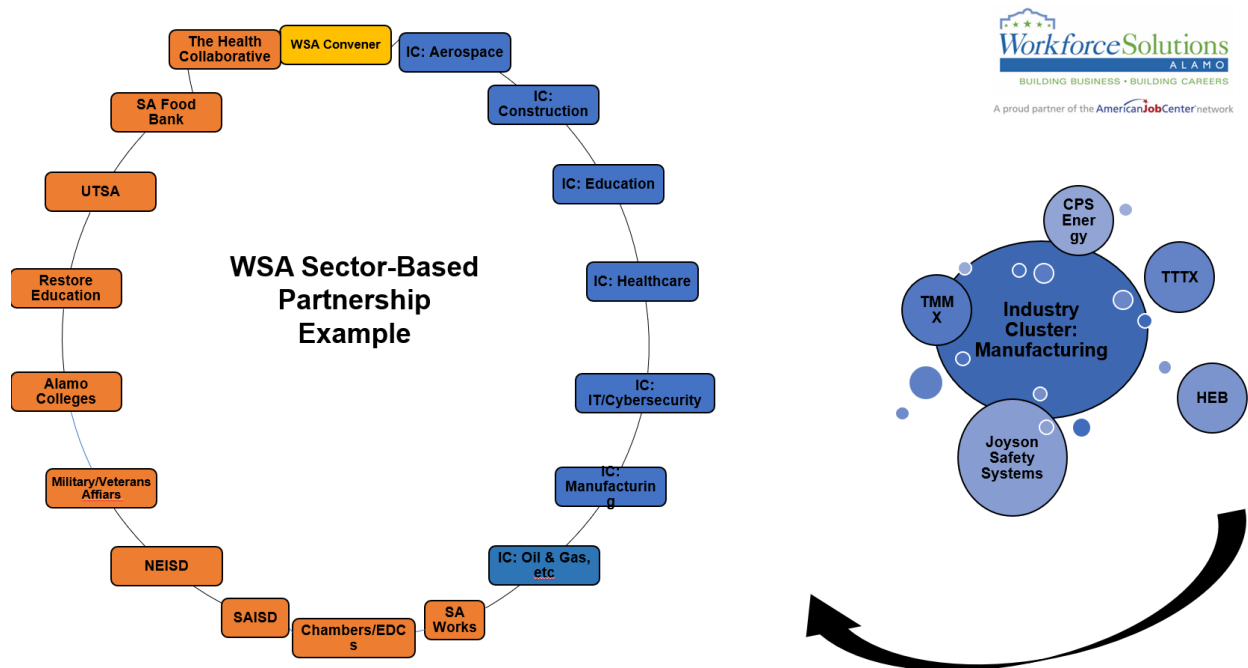 The Health
Collaborative
WSA Convener
IC: Aerospace
SA Food
Bank
IC:
Construction
UTSA
IC: Education
WSA Sector-Based
Partnership
Example
Restore
Education
IC: Healthcare
Alamo
Colleges
IC:
IT/Cybersecurity
Military/Veterans
Affiars
IC:
Manufacturin
g
NEISD
IC: Oil & Gas,
etc
SAISD
Chambers/EDC
s
SA
Works
WorkforceSolutions
ALAMO
BUILDING BUSINESS • BUILDING CAREERS
A proud partner of the AmericanJobCenter network
CPS
Ener
gy
TTTX
TMM
X
Industry
Cluster:
Manufacturing
HEB
Joyson
Safety
Systems